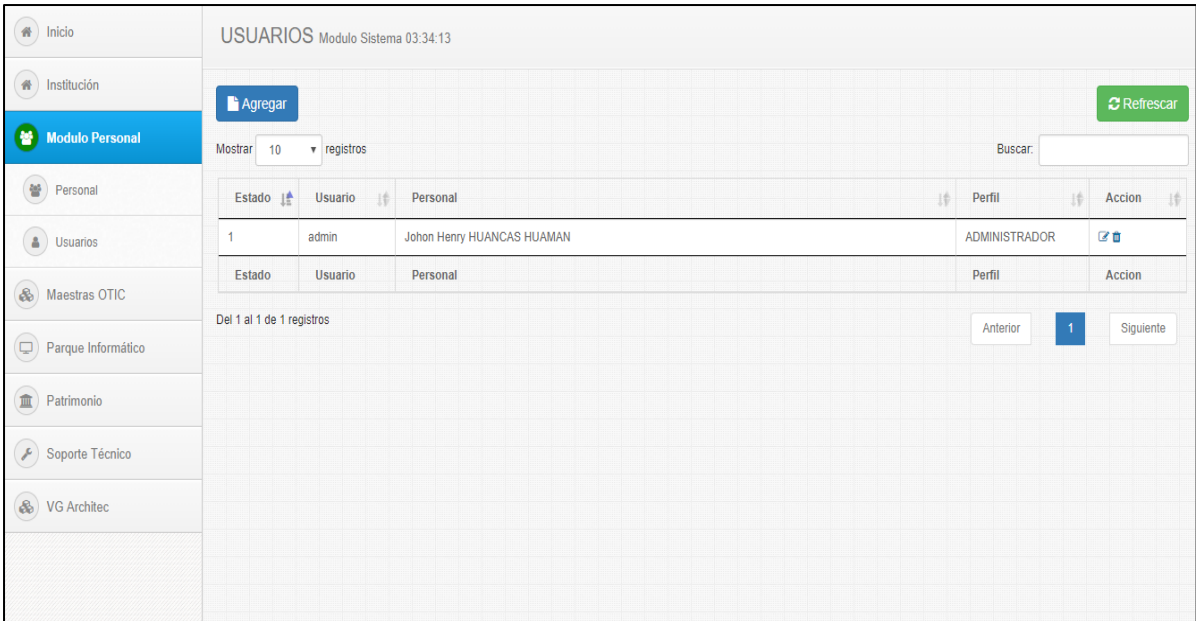 Inicio
Institución
Modulo Personal
Personal
Usuarios
Maestras OTIC
Parque Informático
Patrimonio
Soporte Técnico
VG Architec
USUARIOS Modulo Sistema 03:34:13
Agregar
Refrescar
Mostrar 10 registros
Buscar:
Estado Usuario Personal Perfil Accion
1 admin Johon Henry HUANCAS HUAMAN ADMINISTRADOR
Estado Usuario Personal Perfil Accion
Del 1 al 1 de 1 registros
Anterior 1 Siguiente